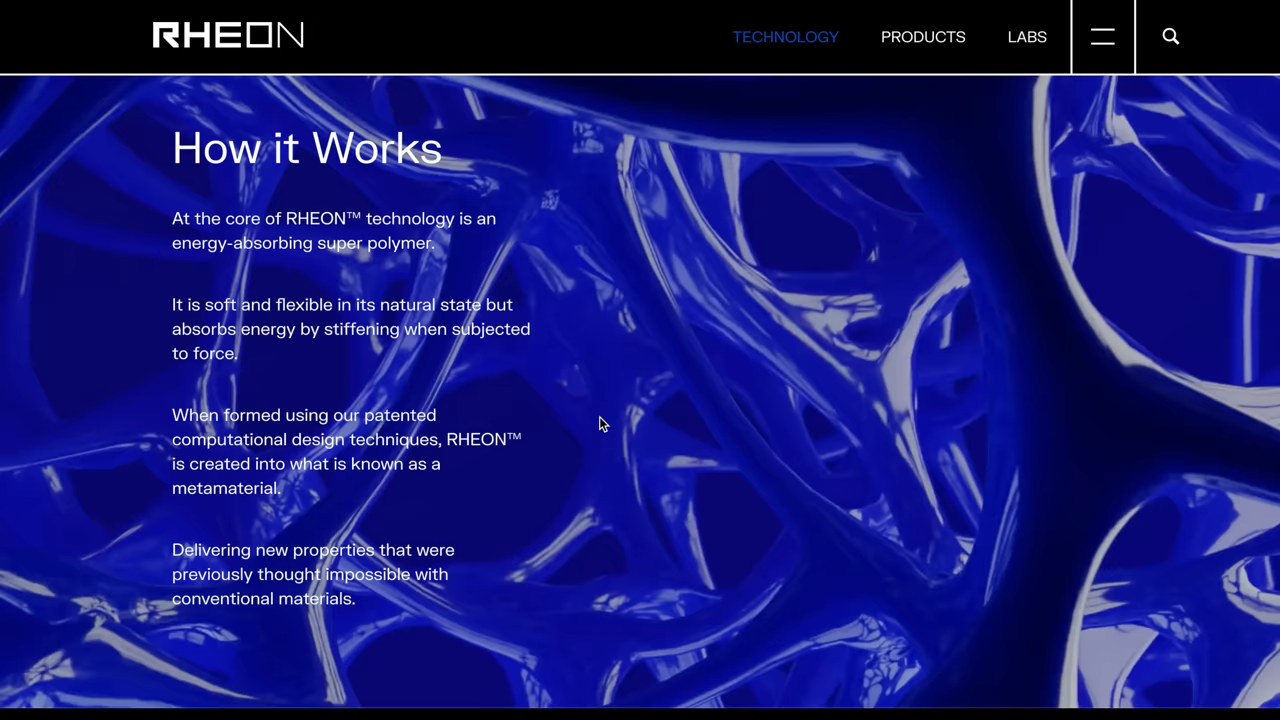 RHEON
TECHNOLOGY
PRODUCTS
LABS
How it Works
At the core of RHEON™ technology is an
energy-absorbing super polymer.
It is soft and flexible in its natural state but
absorbs energy by stiffening when subjected
to force.
When formed using our patented
computational design techniques, RHEON™
is created into what is known as a
metamaterial.
Delivering new properties that were
previously thought impossible with
conventional materials.